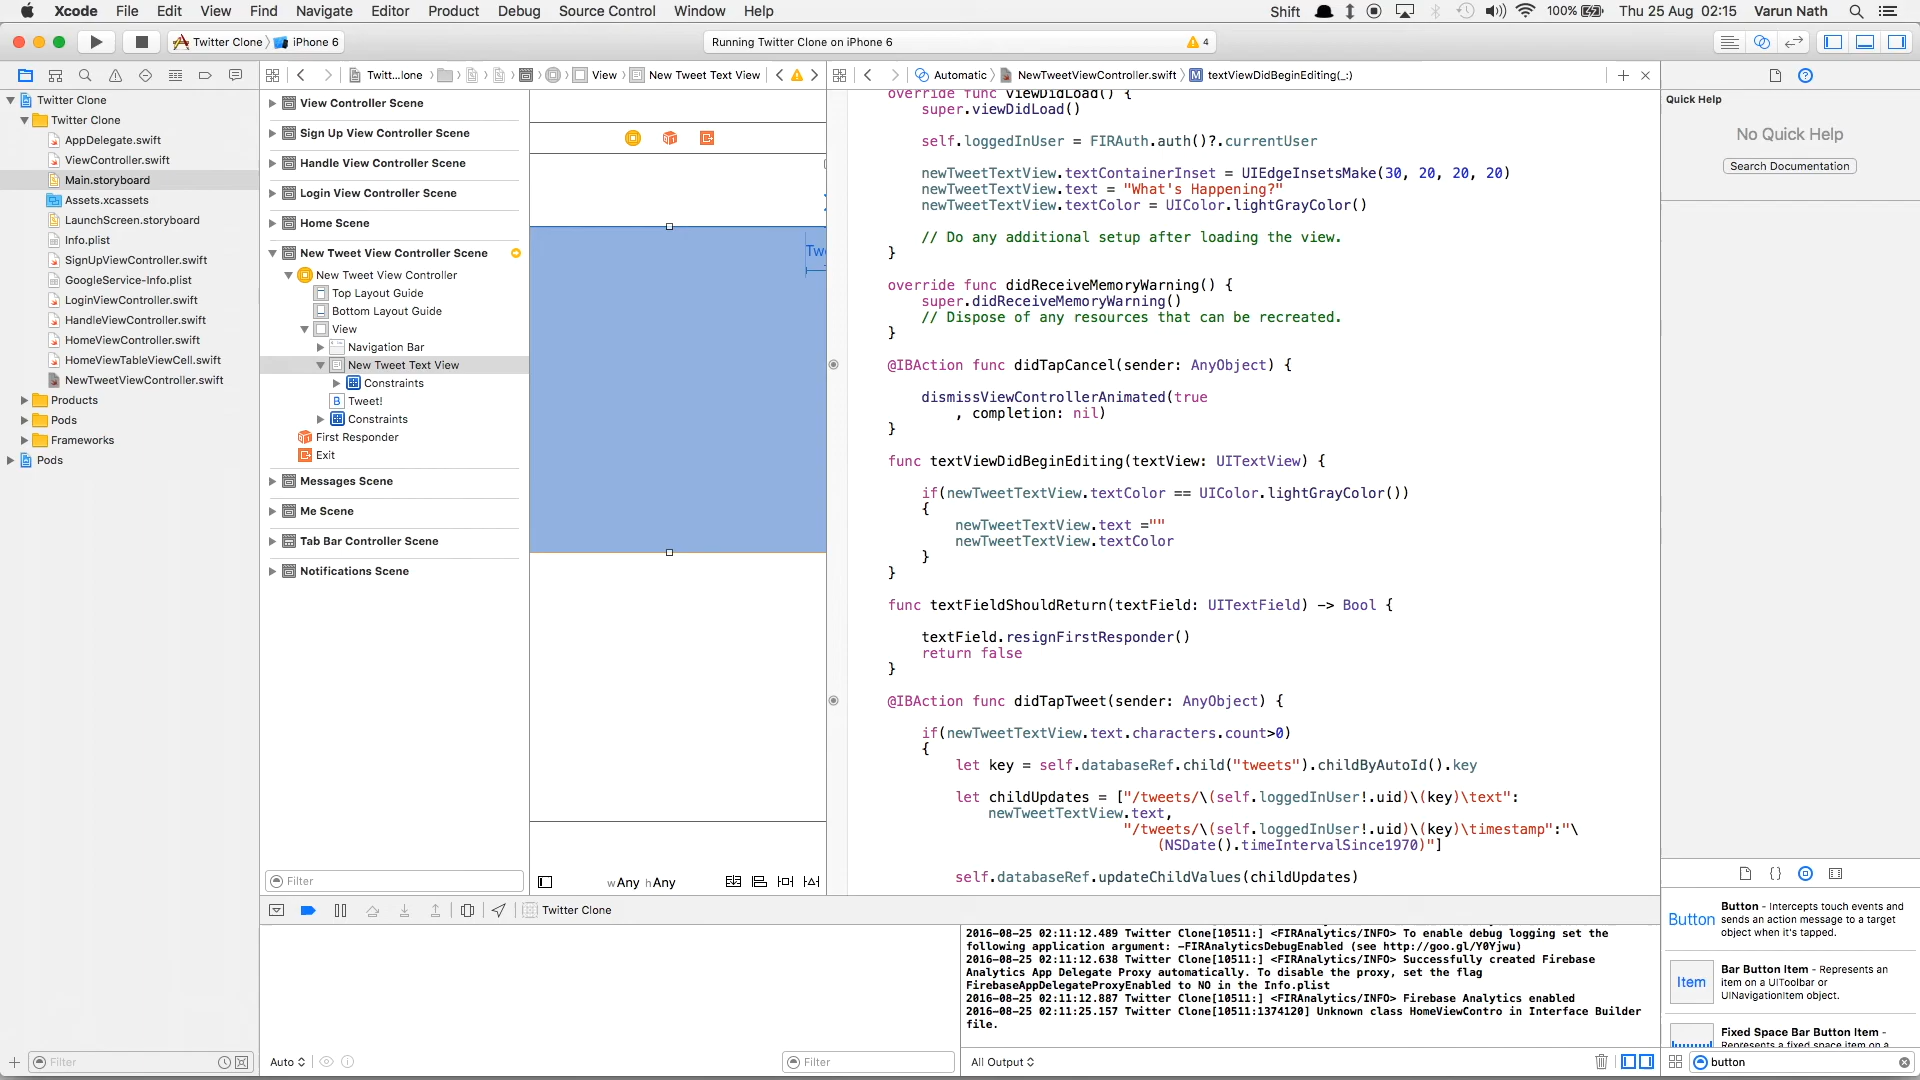 Xcode File Edit View Find Navigate Editor Product Debug Source Control Window Help
Shift 100% Thu 25 Aug 02:15 Varun Nath
Twitter Clone iPhone 6
Running Twitter Clone on iPhone 6
4
Twitt...lone View New Tweet Text View
Automatic NewTweetViewController.swift M textViewDidBeginEditing(_:)
Twitter Clone
Twitter Clone
AppDelegate.swift
ViewController.swift
Main.storyboard
Assets.xcassets
LaunchScreen.storyboard
Info.plist
SignUpViewController.swift
GoogleService-Info.plist
LoginViewController.swift
HandleViewController.swift
HomeViewController.swift
HomeViewTableViewCell.swift
NewTweetViewController.swift
Products
Pods
Frameworks
Pods
Filter
View Controller Scene
Sign Up View Controller Scene
Handle View Controller Scene
Login View Controller Scene
Home Scene
New Tweet View Controller Scene
New Tweet View Controller
Top Layout Guide
Bottom Layout Guide
View
Navigation Bar
New Tweet Text View
Constraints
B Tweet!
Constraints
First Responder
Exit
Messages Scene
Me Scene
Tab Bar Controller Scene
Notifications Scene
Filter
Twe
wAny hAny
override func viewDidLoad() {
super.viewDidLoad()
self.loggedInUser = FIRAuth.auth()?.currentUser
newTweetTextView.textContainerInset = UIEdgeInsetsMake(30, 20, 20, 20)
newTweetTextView.text = "What's Happening?"
newTweetTextView.textColor = UIColor.lightGrayColor()
// Do any additional setup after loading the view.
}
override func didReceiveMemoryWarning() {
super.didReceiveMemoryWarning()
// Dispose of any resources that can be recreated.
}
@IBAction func didTapCancel(sender: AnyObject) {
dismissViewControllerAnimated(true
, completion: nil)
}
func textViewDidBeginEditing(textView: UITextView) {
if(newTweetTextView.textColor == UIColor.lightGrayColor())
{
newTweetTextView.text =""
newTweetTextView.textColor
}
}
func textFieldShouldReturn(textField: UITextField) -> Bool {
textField.resignFirstResponder()
return false
}
@IBAction func didTapTweet(sender: AnyObject) {
if(newTweetTextView.text.characters.count>0)
{
let key = self.databaseRef.child("tweets").childByAutoId().key
let childUpdates = ["/tweets/\(self.loggedInUser!.uid)\(key)\text":
newTweetTextView.text,
"/tweets/\(self.loggedInUser!.uid)\(key)\timestamp":"\
(NSDate().timeIntervalSince1970)"]
self.databaseRef.updateChildValues(childUpdates)
Quick Help
No Quick Help
Search Documentation
Button Button - Intercepts touch events and
sends an action message to a target
object when it's tapped.
Item Bar Button Item - Represents an
item on a UIToolbar or
UINavigationItem object.
Fixed Space Bar Button Item -
Represents a fixed space item on a
button
Twitter Clone
2016-08-25 02:11:12.489 Twitter Clone[10511:] <FIRAnalytics/INFO> To enable debug logging set the
following application argument: -FIRAnalyticsDebugEnabled (see http://goo.gl/Y0Yjwu)
2016-08-25 02:11:12.638 Twitter Clone[10511:] <FIRAnalytics/INFO> Successfully created Firebase
Analytics App Delegate Proxy automatically. To disable the proxy, set the flag
FirebaseAppDelegateProxyEnabled to NO in the Info.plist
2016-08-25 02:11:12.887 Twitter Clone[10511:] <FIRAnalytics/INFO> Firebase Analytics enabled
2016-08-25 02:11:25.157 Twitter Clone[10511:1374120] Unknown class HomeViewContro in Interface Builder
file.
Auto
Filter
All Output